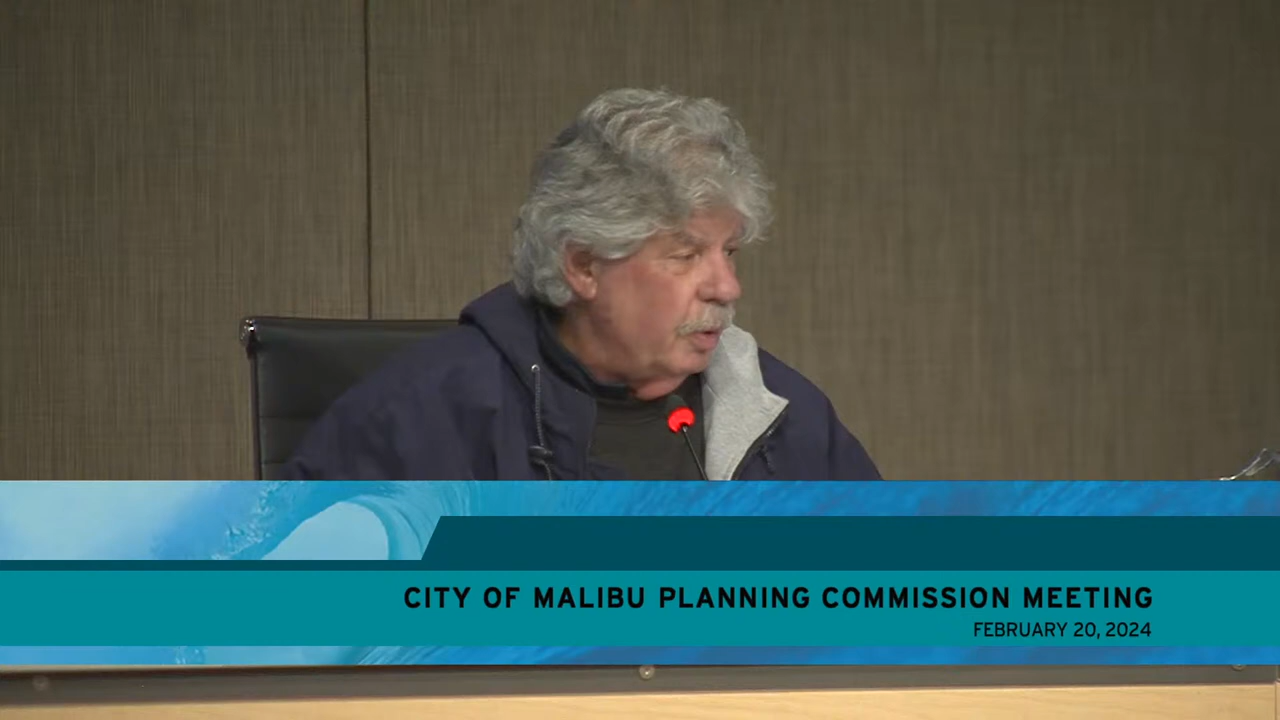 CITY OF MALIBU PLANNING COMMISSION MEETING
FEBRUARY 20, 2024